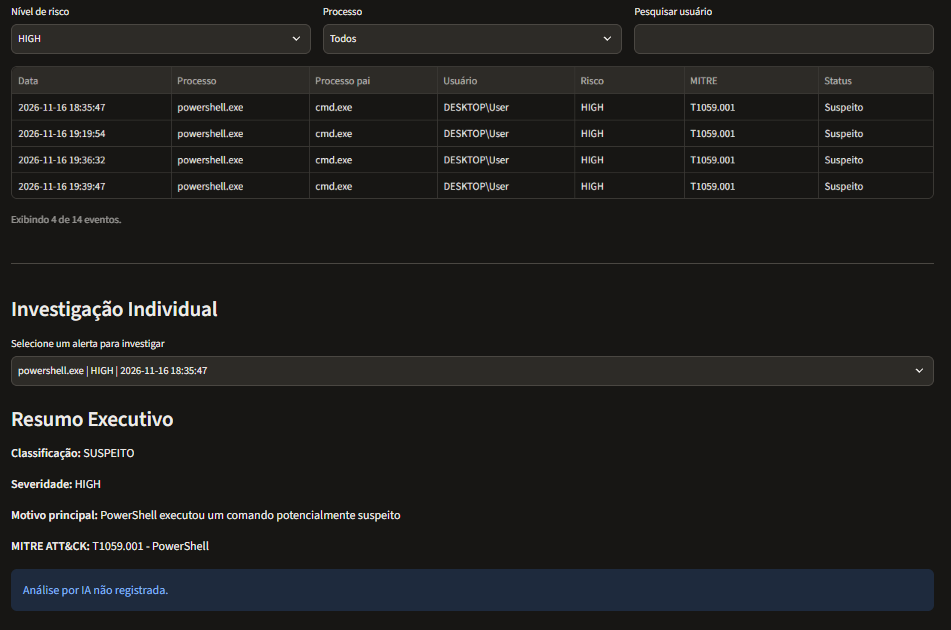 Nível de risco Processo Pesquisar usuário
HIGH Todos
Data Processo Processo pai Usuário Risco MITRE Status
2026-11-16 18:35:47 powershell.exe cmd.exe DESKTOP\User HIGH T1059.001 Suspeito
2026-11-16 19:19:54 powershell.exe cmd.exe DESKTOP\User HIGH T1059.001 Suspeito
2026-11-16 19:36:32 powershell.exe cmd.exe DESKTOP\User HIGH T1059.001 Suspeito
2026-11-16 19:39:47 powershell.exe cmd.exe DESKTOP\User HIGH T1059.001 Suspeito
Exibindo 4 de 14 eventos.
Investigação Individual
Selecione um alerta para investigar
powershell.exe | HIGH | 2026-11-16 18:35:47
Resumo Executivo
Classificação: SUSPEITO
Severidade: HIGH
Motivo principal: PowerShell executou um comando potencialmente suspeito
MITRE ATT&CK: T1059.001 - PowerShell
Análise por IA não registrada.